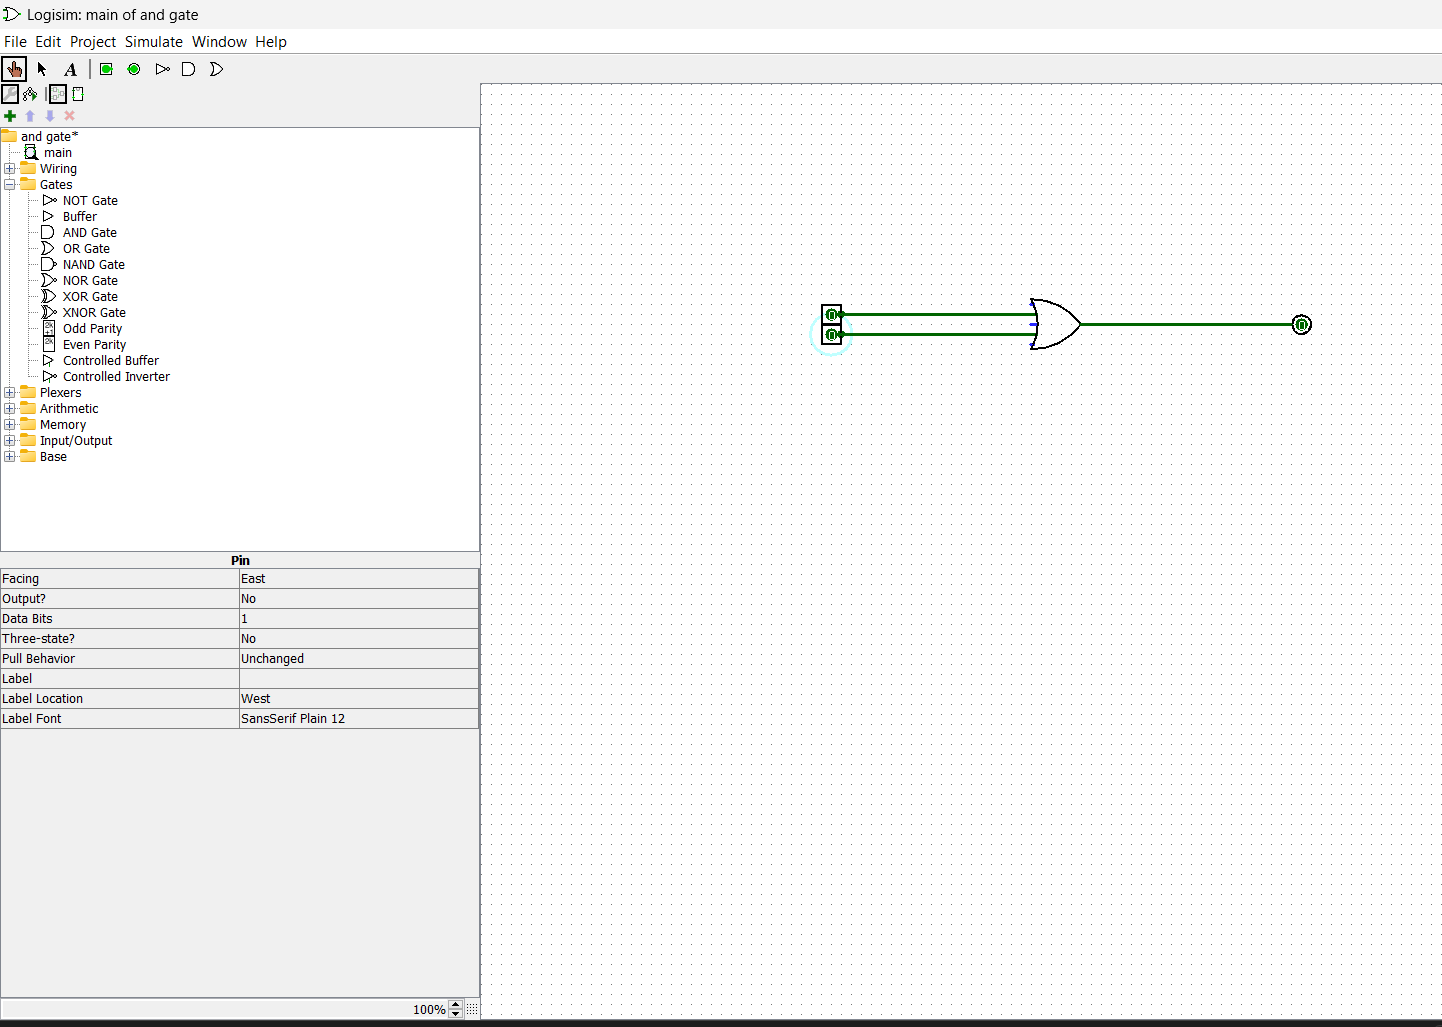 Logisim: main of and gate
File Edit Project Simulate Window Help
A
and gate*
main
Wiring
Gates
NOT Gate
Buffer
AND Gate
OR Gate
NAND Gate
NOR Gate
XOR Gate
XNOR Gate
Odd Parity
Even Parity
Controlled Buffer
Controlled Inverter
Plexers
Arithmetic
Memory
Input/Output
Base
Pin
Facing East
Output? No
Data Bits 1
Three-state? No
Pull Behavior Unchanged
Label
Label Location West
Label Font SansSerif Plain 12
100%